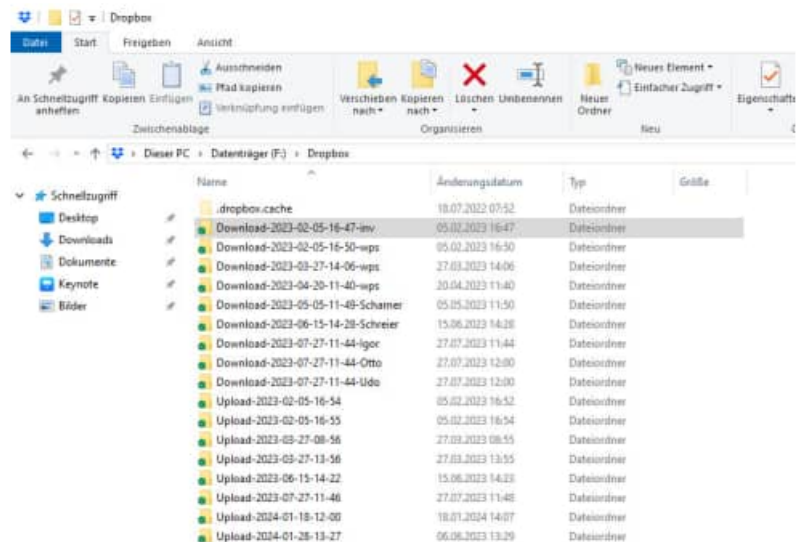 Dropbox
Datei Start Freigeben Ansicht
An Schnellzugriff anheften
Kopieren
Einfügen
Ausschneiden
Pfad kopieren
Verknüpfung einfügen
Zwischenablage
Verschieben nach
Kopieren nach
Löschen
Umbenennen
Organisieren
Neuer Ordner
Neues Element
Einfacher Zugriff
Neu
Eigenschafte
Dieser PC › Datenträger (F:) › Dropbox
Schnellzugriff
Desktop
Downloads
Dokumente
Keynote
Bilder
Name Änderungsdatum Typ Größe
.dropbox.cache 18.07.2022 07:52 Dateiordner
Download-2023-02-05-16-47-inv 05.02.2023 16:47 Dateiordner
Download-2023-02-05-16-50-wps 05.02.2023 16:50 Dateiordner
Download-2023-03-27-14-06-wps 27.03.2023 14:06 Dateiordner
Download-2023-04-20-11-40-wps 20.04.2023 11:40 Dateiordner
Download-2023-05-05-11-49-Scharner 05.05.2023 11:50 Dateiordner
Download-2023-06-15-14-28-Schreier 15.06.2023 14:28 Dateiordner
Download-2023-07-27-11-44-Igor 27.07.2023 11:44 Dateiordner
Download-2023-07-27-11-44-Otto 27.07.2023 12:00 Dateiordner
Download-2023-07-27-11-44-Udo 27.07.2023 12:00 Dateiordner
Upload-2023-02-05-16-54 05.02.2023 16:52 Dateiordner
Upload-2023-02-05-16-55 05.02.2023 16:54 Dateiordner
Upload-2023-03-27-08-56 27.03.2023 08:55 Dateiordner
Upload-2023-03-27-13-56 27.03.2023 13:55 Dateiordner
Upload-2023-06-15-14-22 15.06.2023 14:23 Dateiordner
Upload-2023-07-27-11-46 27.07.2023 11:48 Dateiordner
Upload-2024-01-18-12-00 18.01.2024 14:07 Dateiordner
Upload-2024-01-28-13-27 06.06.2023 13:29 Dateiordner